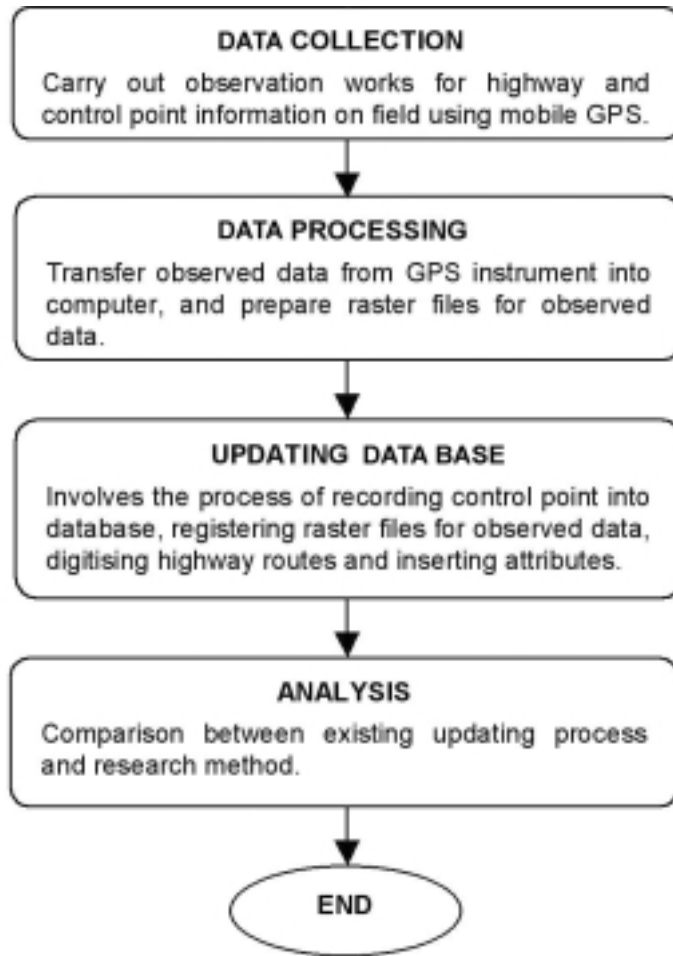 DATA COLLECTION
Carry out observation works for highway and
control point information on field using mobile GPS.
DATA PROCESSING
Transfer observed data from GPS instrument into
computer, and prepare raster files for observed
data.
UPDATING DATA BASE
Involves the process of recording control point into
database, registering raster files for observed data,
digitising highway routes and inserting attributes.
ANALYSIS
Comparison between existing updating process
and research method.
END